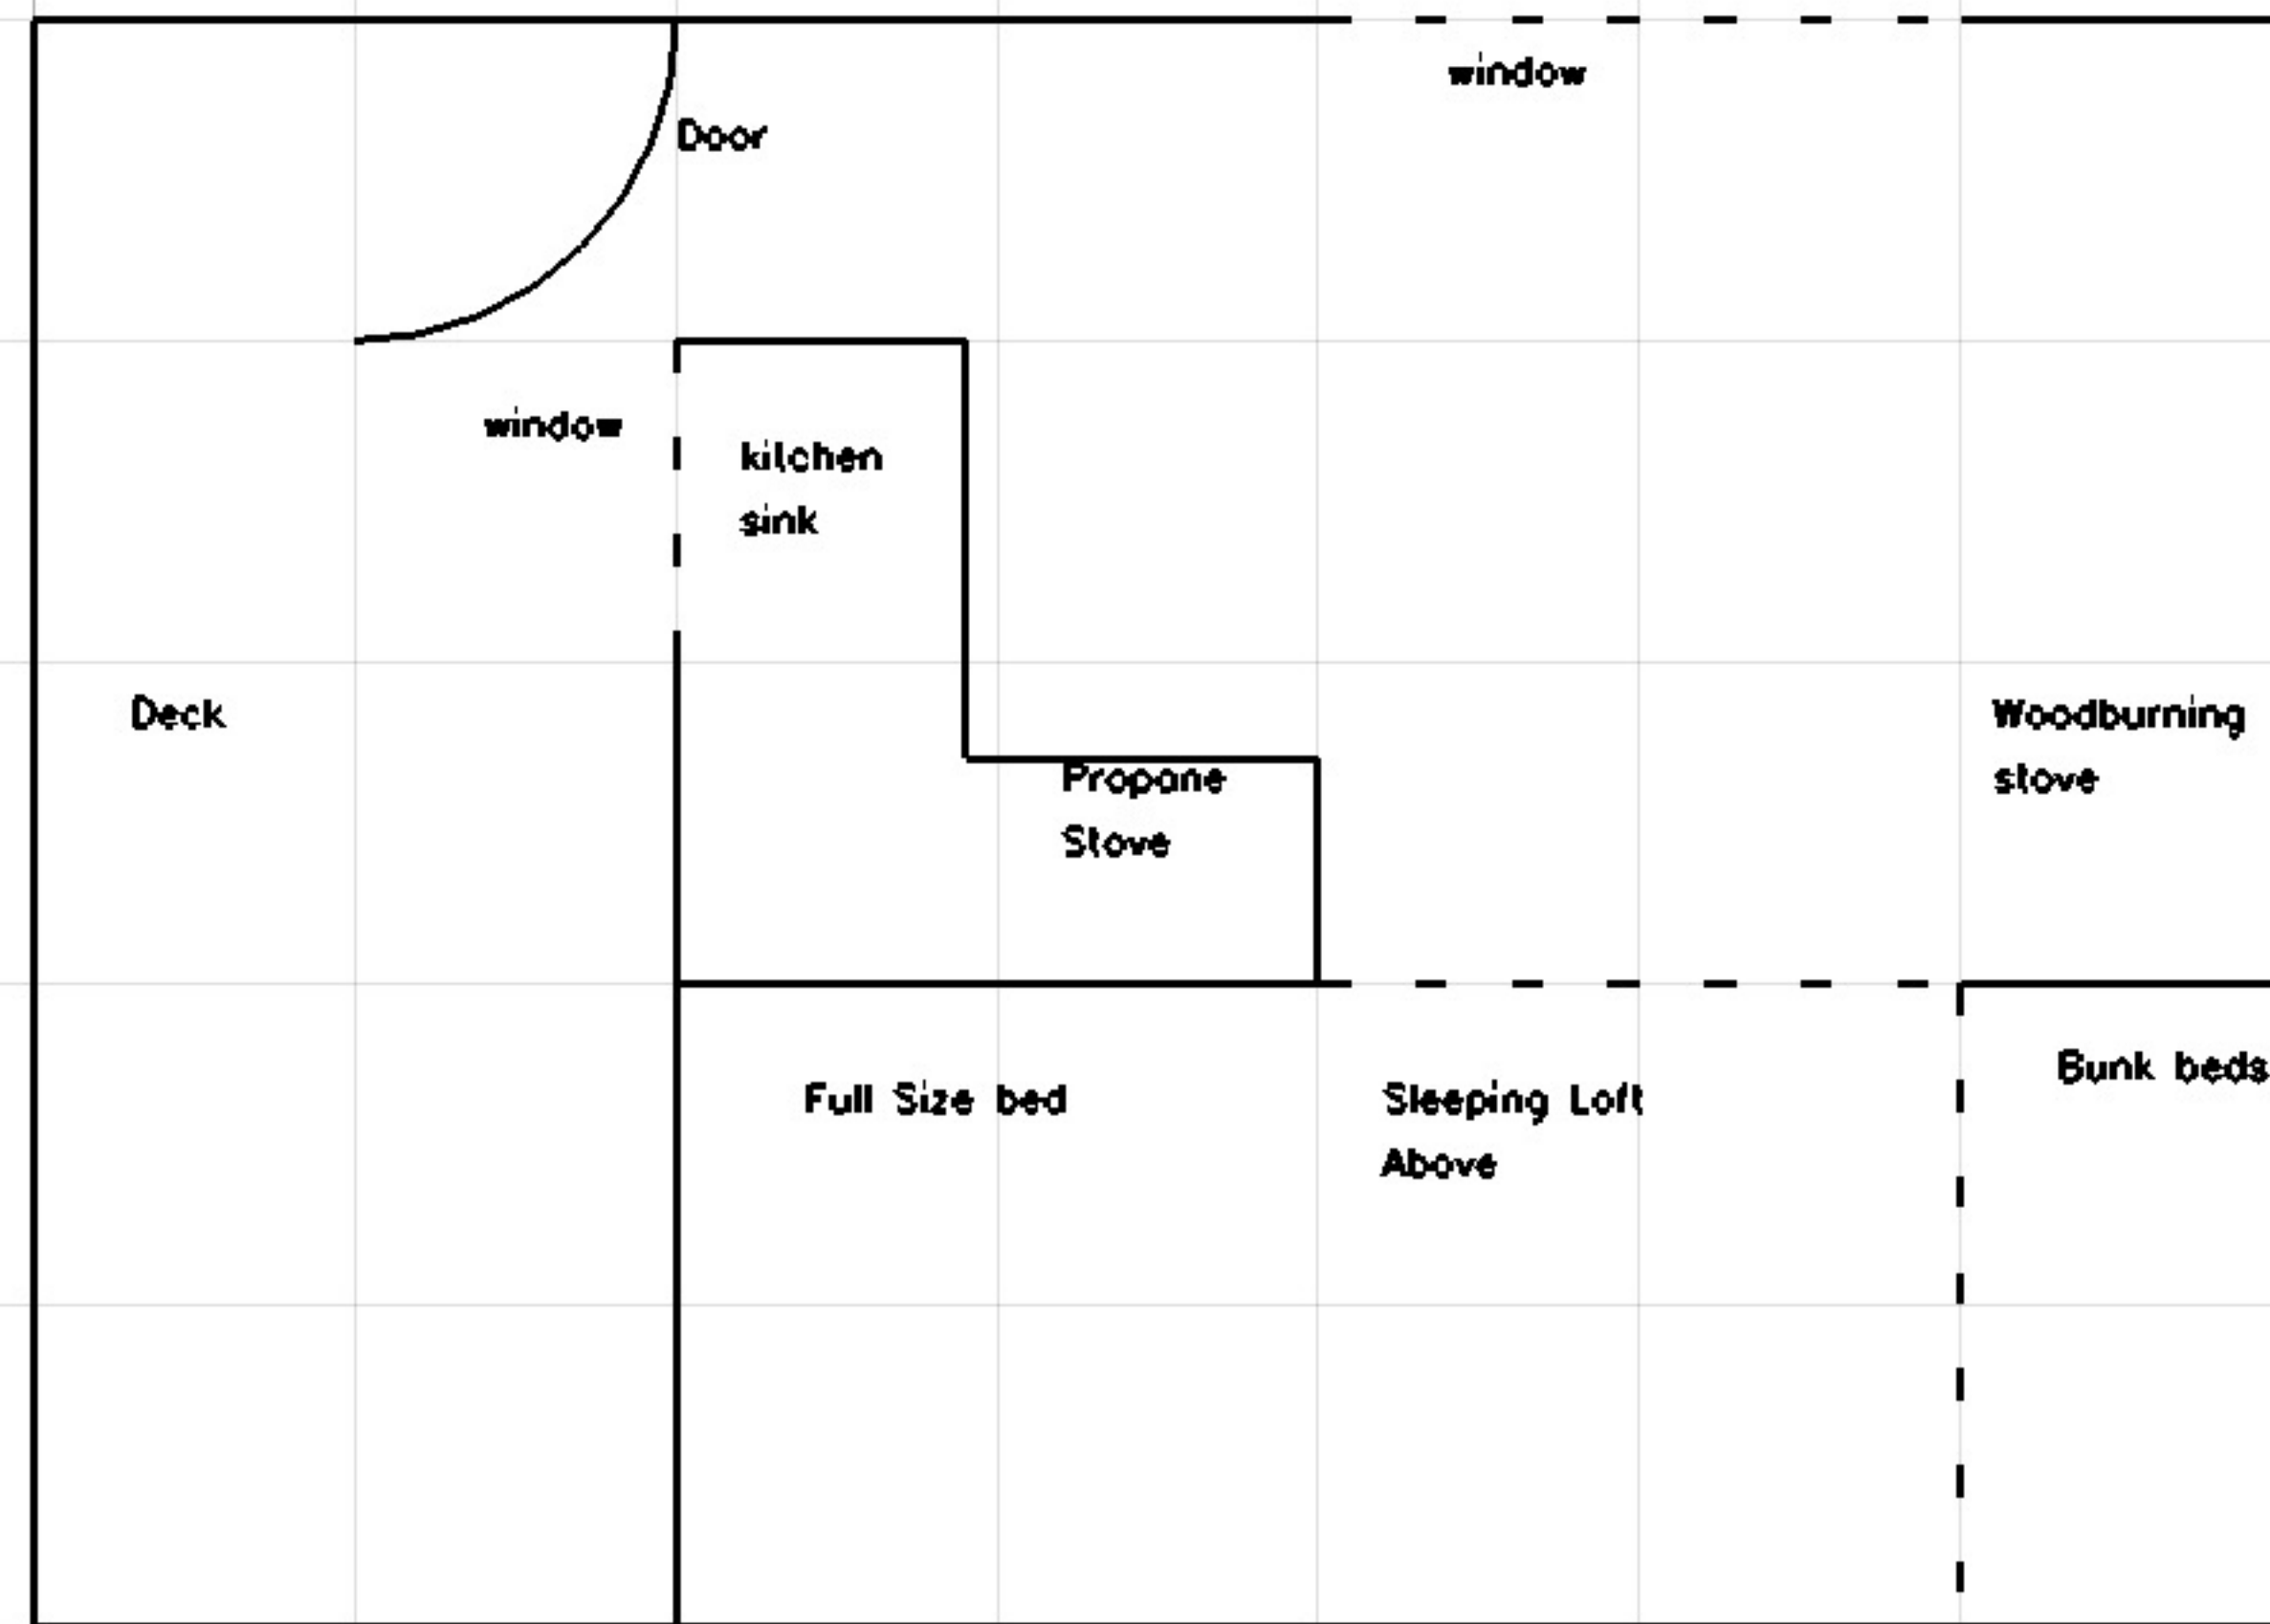 window
Door
window
kitchen
sink
Deck
Propane
Stove
Woodburning
stove
Full Size bed
Sleeping Loft
Above
Bunk beds